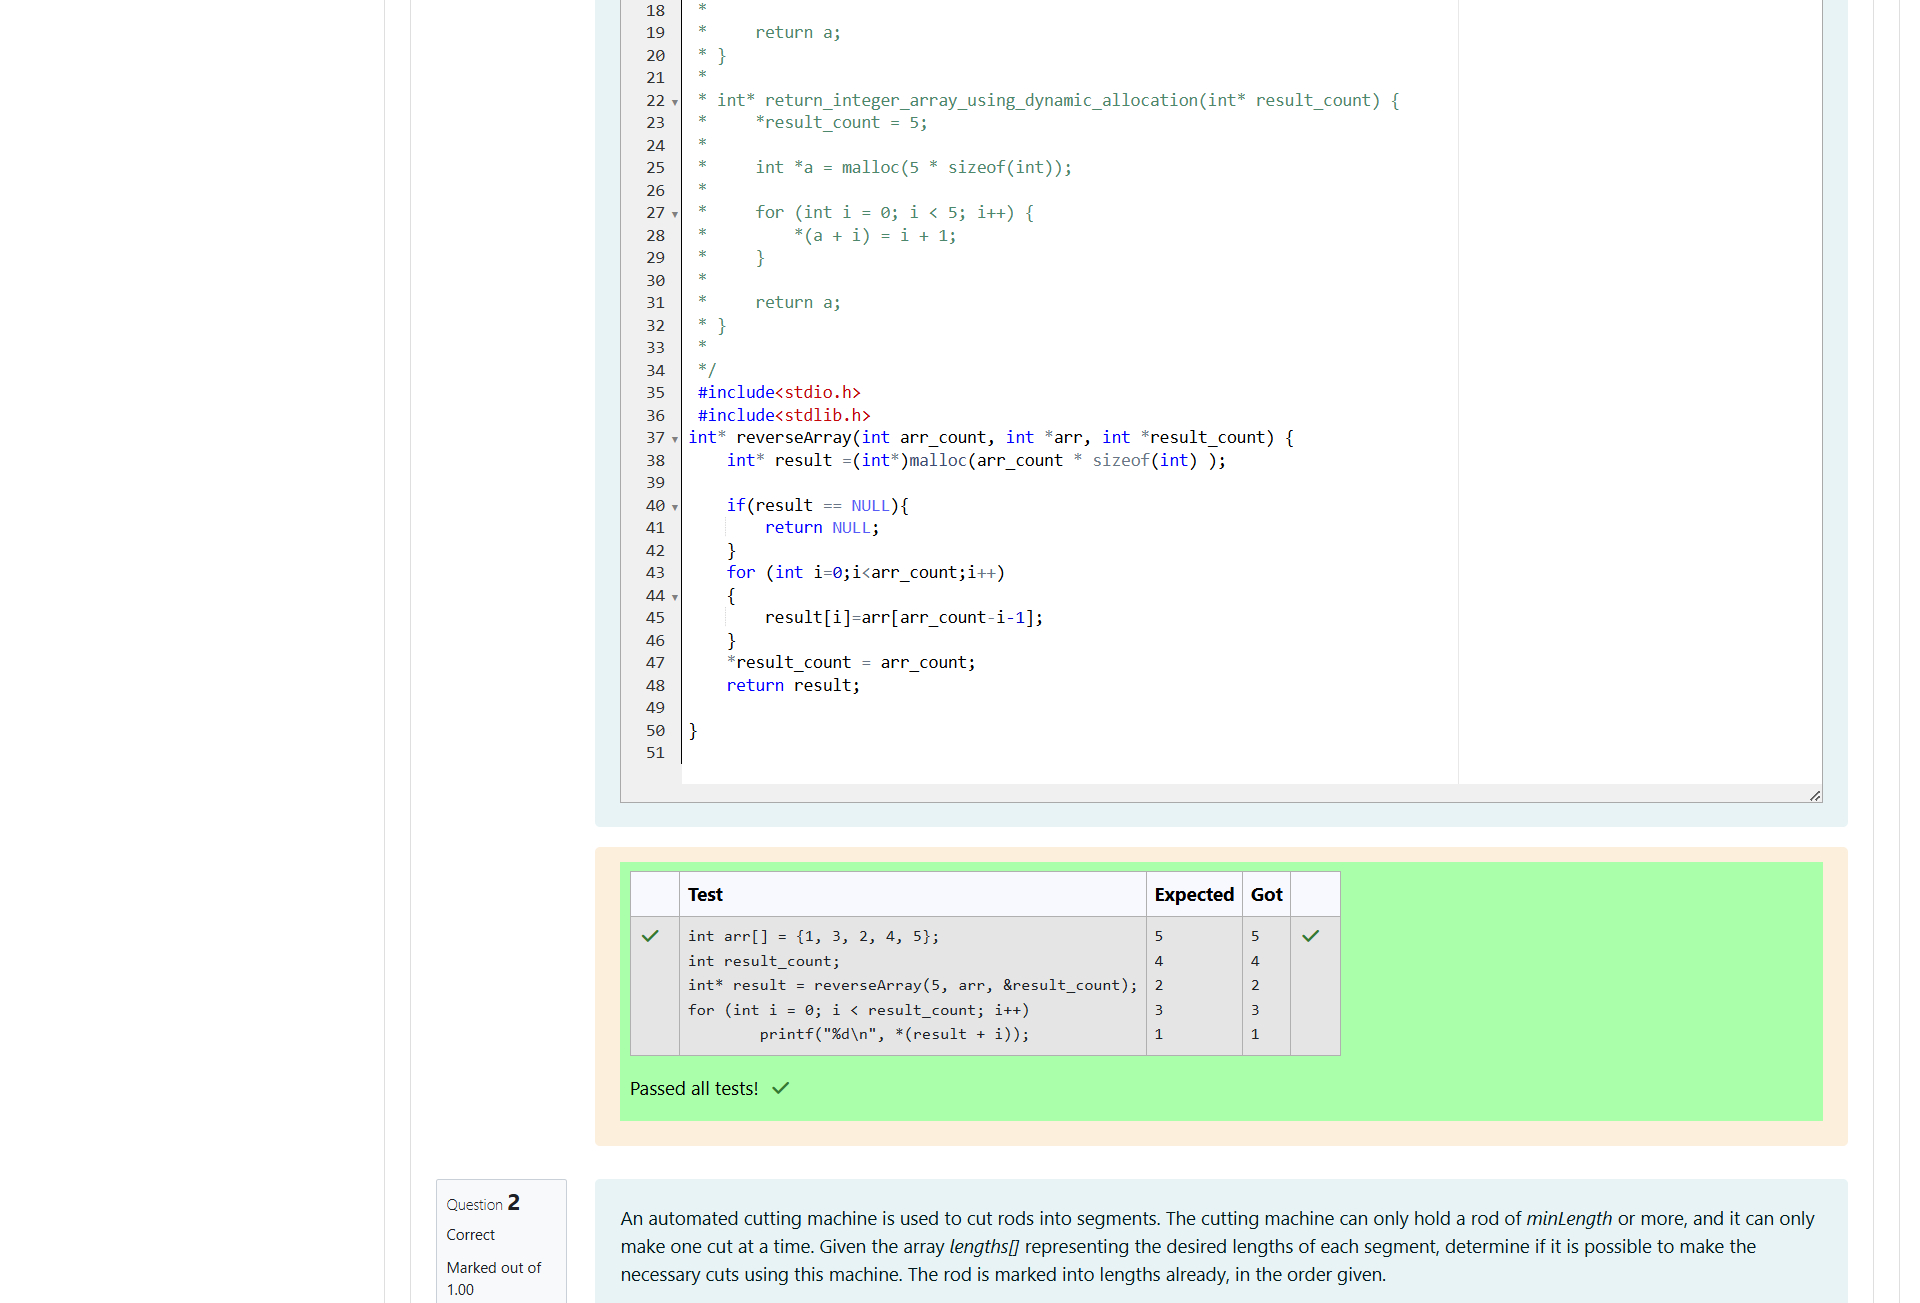 18 *
19 * return a;
20 * }
21 *
22 * int* return_integer_array_using_dynamic_allocation(int* result_count) {
23 * *result_count = 5;
24 *
25 * int *a = malloc(5 * sizeof(int));
26 *
27 * for (int i = 0; i < 5; i++) {
28 * *(a + i) = i + 1;
29 * }
30 *
31 * return a;
32 * }
33 *
34 */
35 #include<stdio.h>
36 #include<stdlib.h>
37 int* reverseArray(int arr_count, int *arr, int *result_count) {
38 int* result =(int*)malloc(arr_count * sizeof(int) );
39
40 if(result == NULL){
41 return NULL;
42 }
43 for (int i=0;i<arr_count;i++)
44 {
45 result[i]=arr[arr_count-i-1];
46 }
47 *result_count = arr_count;
48 return result;
49
50 }
51
Test Expected Got
int arr[] = {1, 3, 2, 4, 5}; 5 5
int result_count; 4 4
int* result = reverseArray(5, arr, &result_count); 2 2
for (int i = 0; i < result_count; i++) 3 3
printf("%d\n", *(result + i)); 1 1
Passed all tests!
Question 2
Correct
Marked out of
1.00
An automated cutting machine is used to cut rods into segments. The cutting machine can only hold a rod of minLength or more, and it can only
make one cut at a time. Given the array lengths[] representing the desired lengths of each segment, determine if it is possible to make the
necessary cuts using this machine. The rod is marked into lengths already, in the order given.